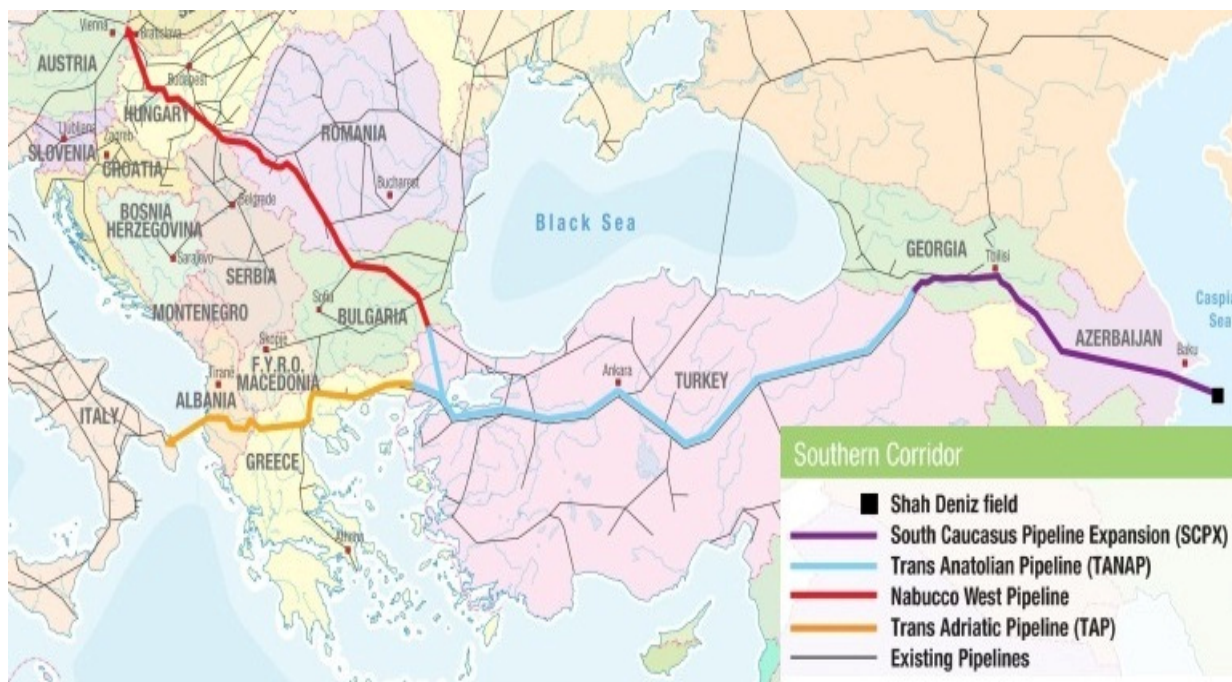 Vienna
Bratislava
AUSTRIA
Budapest
HUNGARY
Ljubliana
SLOVENIA
Zagreb
CROATIA
ROMANIA
Bucharest
Belgrade
BOSNIA
HERZEGOVINA
Sarajevo
SERBIA
MONTENEGRO
Sofia
BULGARIA
Skopje
F.Y.R.O.
MACEDONIA
Tiranë
ALBANIA
ITALY
GREECE
Athens
Black Sea
Ankara
TURKEY
GEORGIA
Tbilisi
AZERBAIJAN
Baku
Caspia
Sea
Southern Corridor
Shah Deniz field
South Caucasus Pipeline Expansion (SCPX)
Trans Anatolian Pipeline (TANAP)
Nabucco West Pipeline
Trans Adriatic Pipeline (TAP)
Existing Pipelines